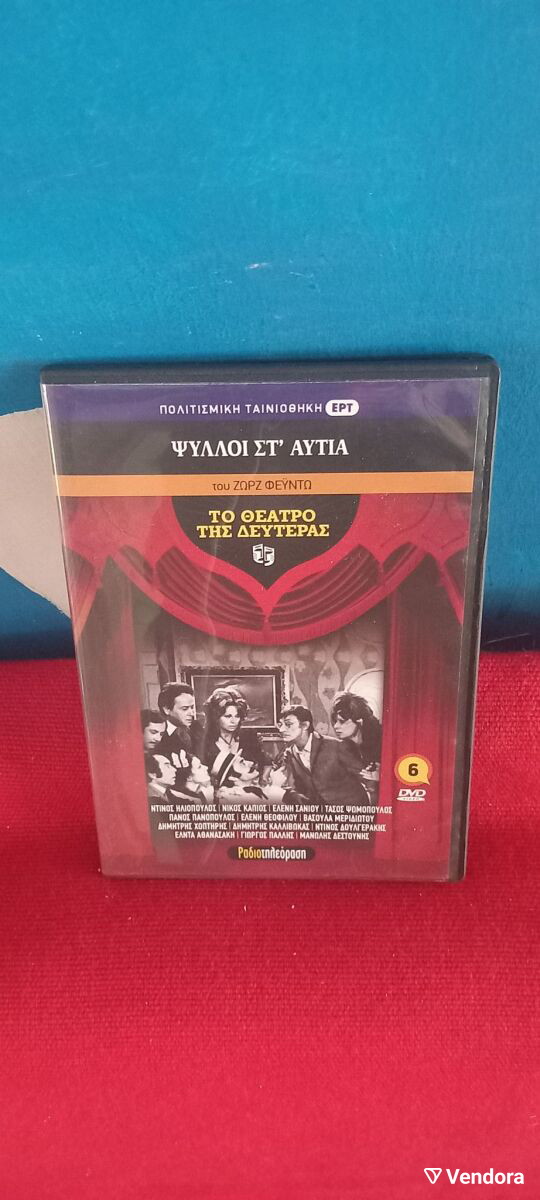 ΠΟΛΙΤΙΣΜΙΚΗ ΤΑΙΝΙΟΘΗΚΗ ΕΡΤ
ΨΥΛΛΟΙ ΣΤ' ΑΥΤΙΑ
του ΖΩΡΖ ΦΕΫΝΤΩ
ΤΟ ΘΕΑΤΡΟ
ΤΗΣ ΔΕΥΤΕΡΑΣ
6
DVD
VIDEO
ΝΤΙΝΟΣ ΗΛΙΟΠΟΥΛΟΣ | ΝΙΚΟΣ ΚΑΠΙΟΣ | ΕΛΕΝΗ ΖΑΝΙΟΥ | ΤΑΣΟΣ ΨΩΜΟΠΟΥΛΟΣ
ΠΑΝΟΣ ΠΑΝΟΠΟΥΛΟΣ | ΕΛΕΝΗ ΘΕΟΦΙΛΟΥ | ΒΑΣΟΥΛΑ ΜΕΡΙΔΙΩΤΟΥ
ΔΗΜΗΤΡΗΣ ΧΟΠΤΗΡΗΣ | ΔΗΜΗΤΡΗΣ ΚΑΛΛΙΒΩΚΑΣ | ΝΤΙΝΟΣ ΔΟΥΛΓΕΡΑΚΗΣ
ΕΛΝΤΑ ΑΘΑΝΑΣΑΚΗ | ΓΙΩΡΓΟΣ ΠΑΛΛΗΣ | ΜΑΝΩΛΗΣ ΔΕΣΤΟΥΝΗΣ
Ραδιοτηλεόραση
Vendora